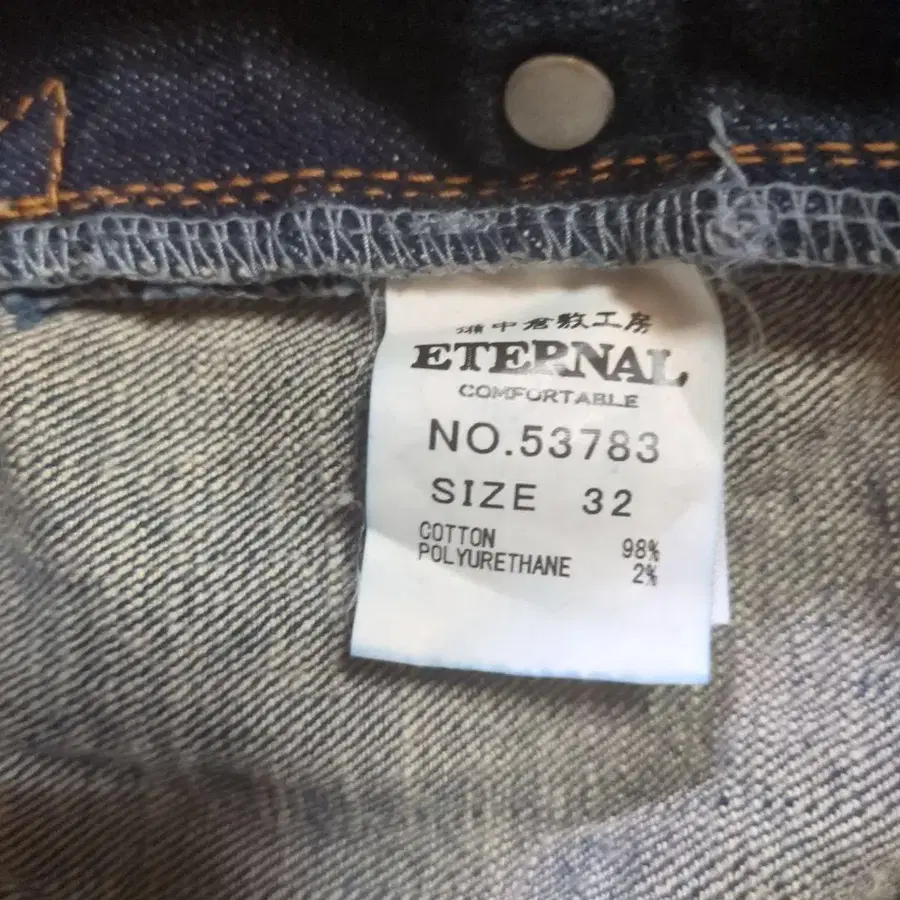 備中倉敷工房
ETERNAL
COMFORTABLE
NO.53783
SIZE 32
COTTON 98%
POLYURETHANE 2%